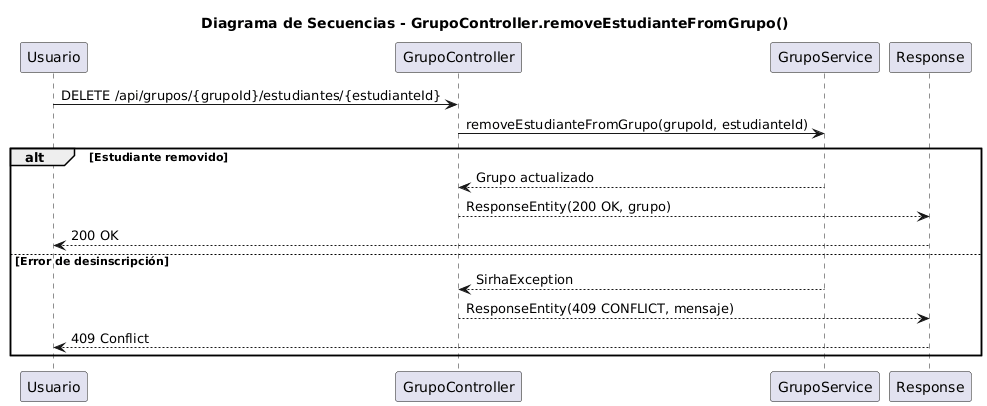 Diagrama de Secuencias - GrupoController.removeEstudianteFromGrupo()
Usuario
GrupoController
GrupoService
Response
DELETE /api/grupos/{grupoId}/estudiantes/{estudianteId}
removeEstudianteFromGrupo(grupoId, estudianteId)
alt
[Estudiante removido]
Grupo actualizado
ResponseEntity(200 OK, grupo)
200 OK
[Error de desinscripción]
SirhaException
ResponseEntity(409 CONFLICT, mensaje)
409 Conflict
Usuario
GrupoController
GrupoService
Response